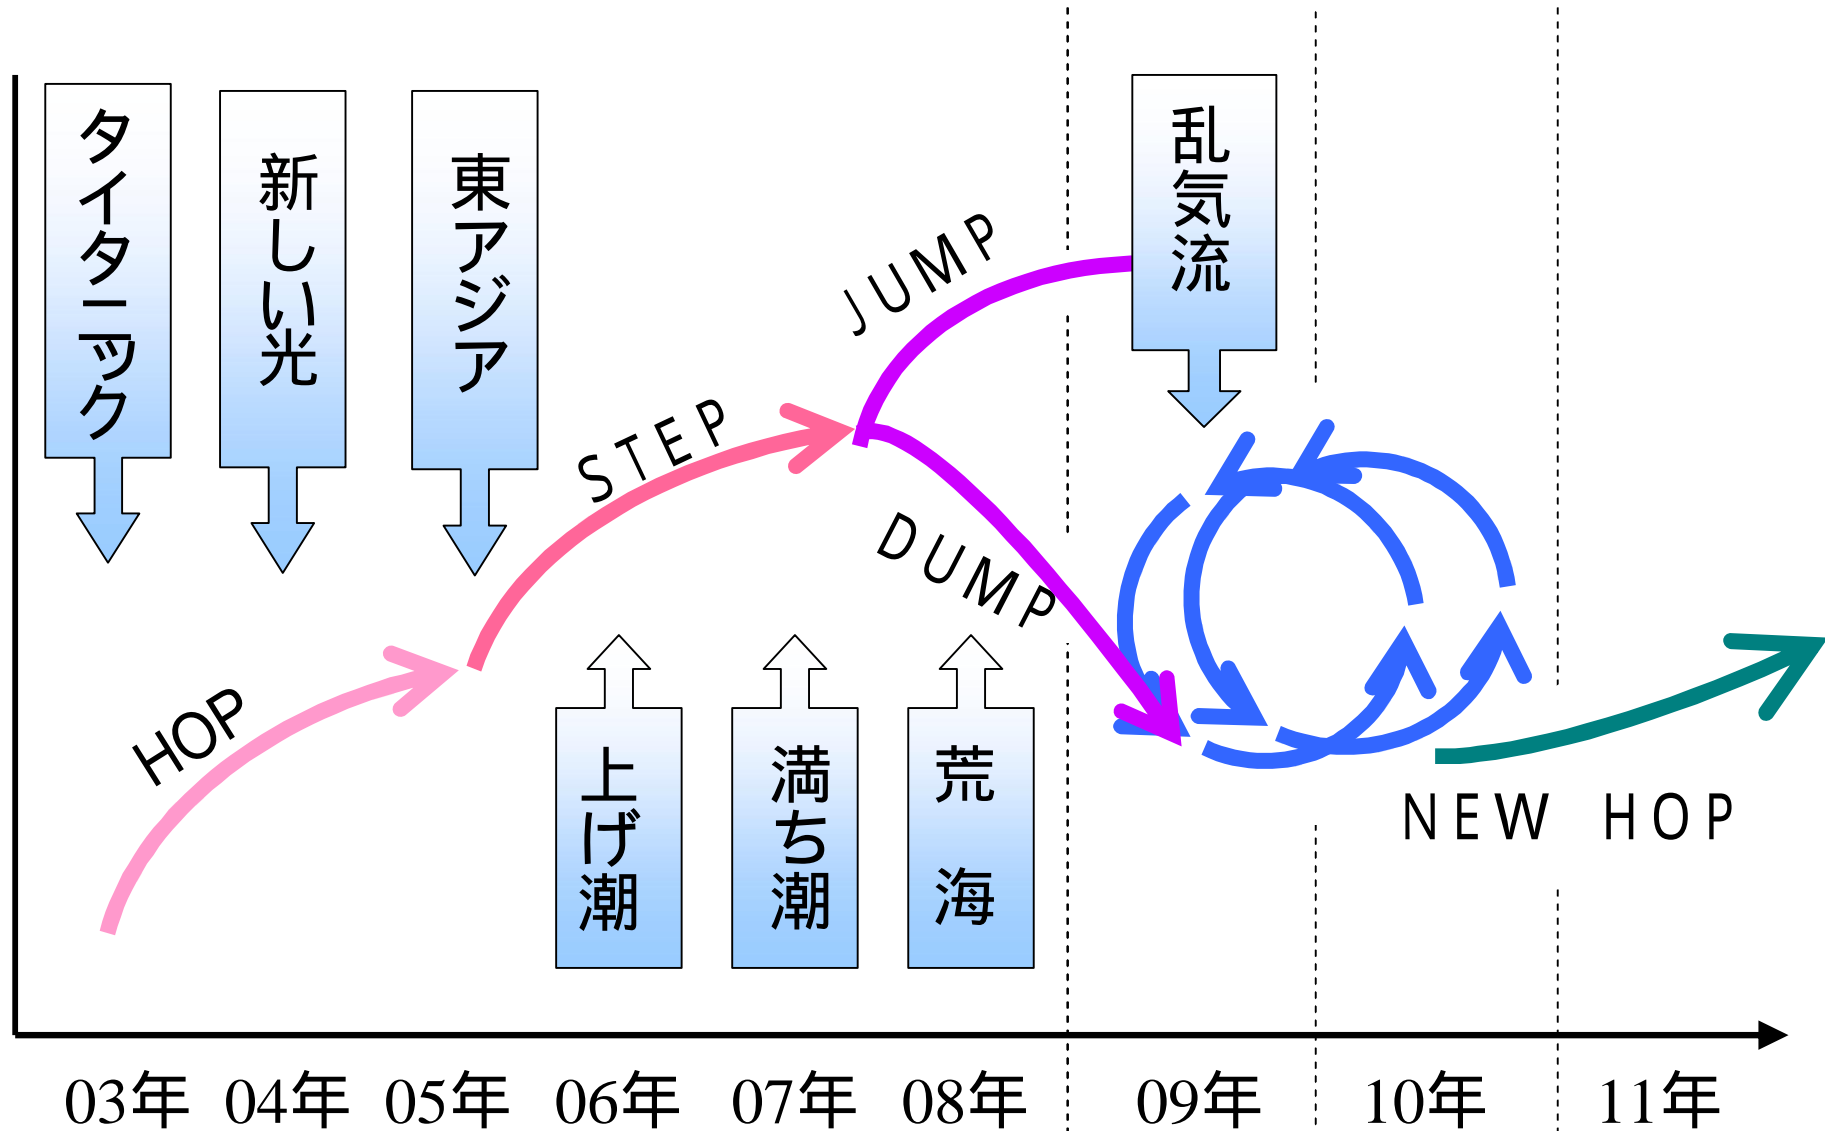 タイタニック
新しい光
東アジア
乱気流
JUMP
STEP
DUMP
HOP
上げ潮
満ち潮
荒 海
NEW HOP
03年 04年 05年 06年 07年 08年 09年 10年 11年